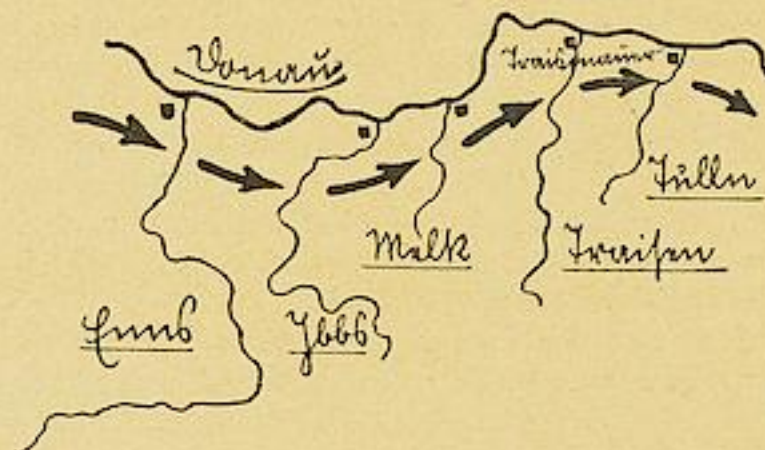 Donau
Traismauer
Tulln
Melk
Traisen
Enns
Ybbs